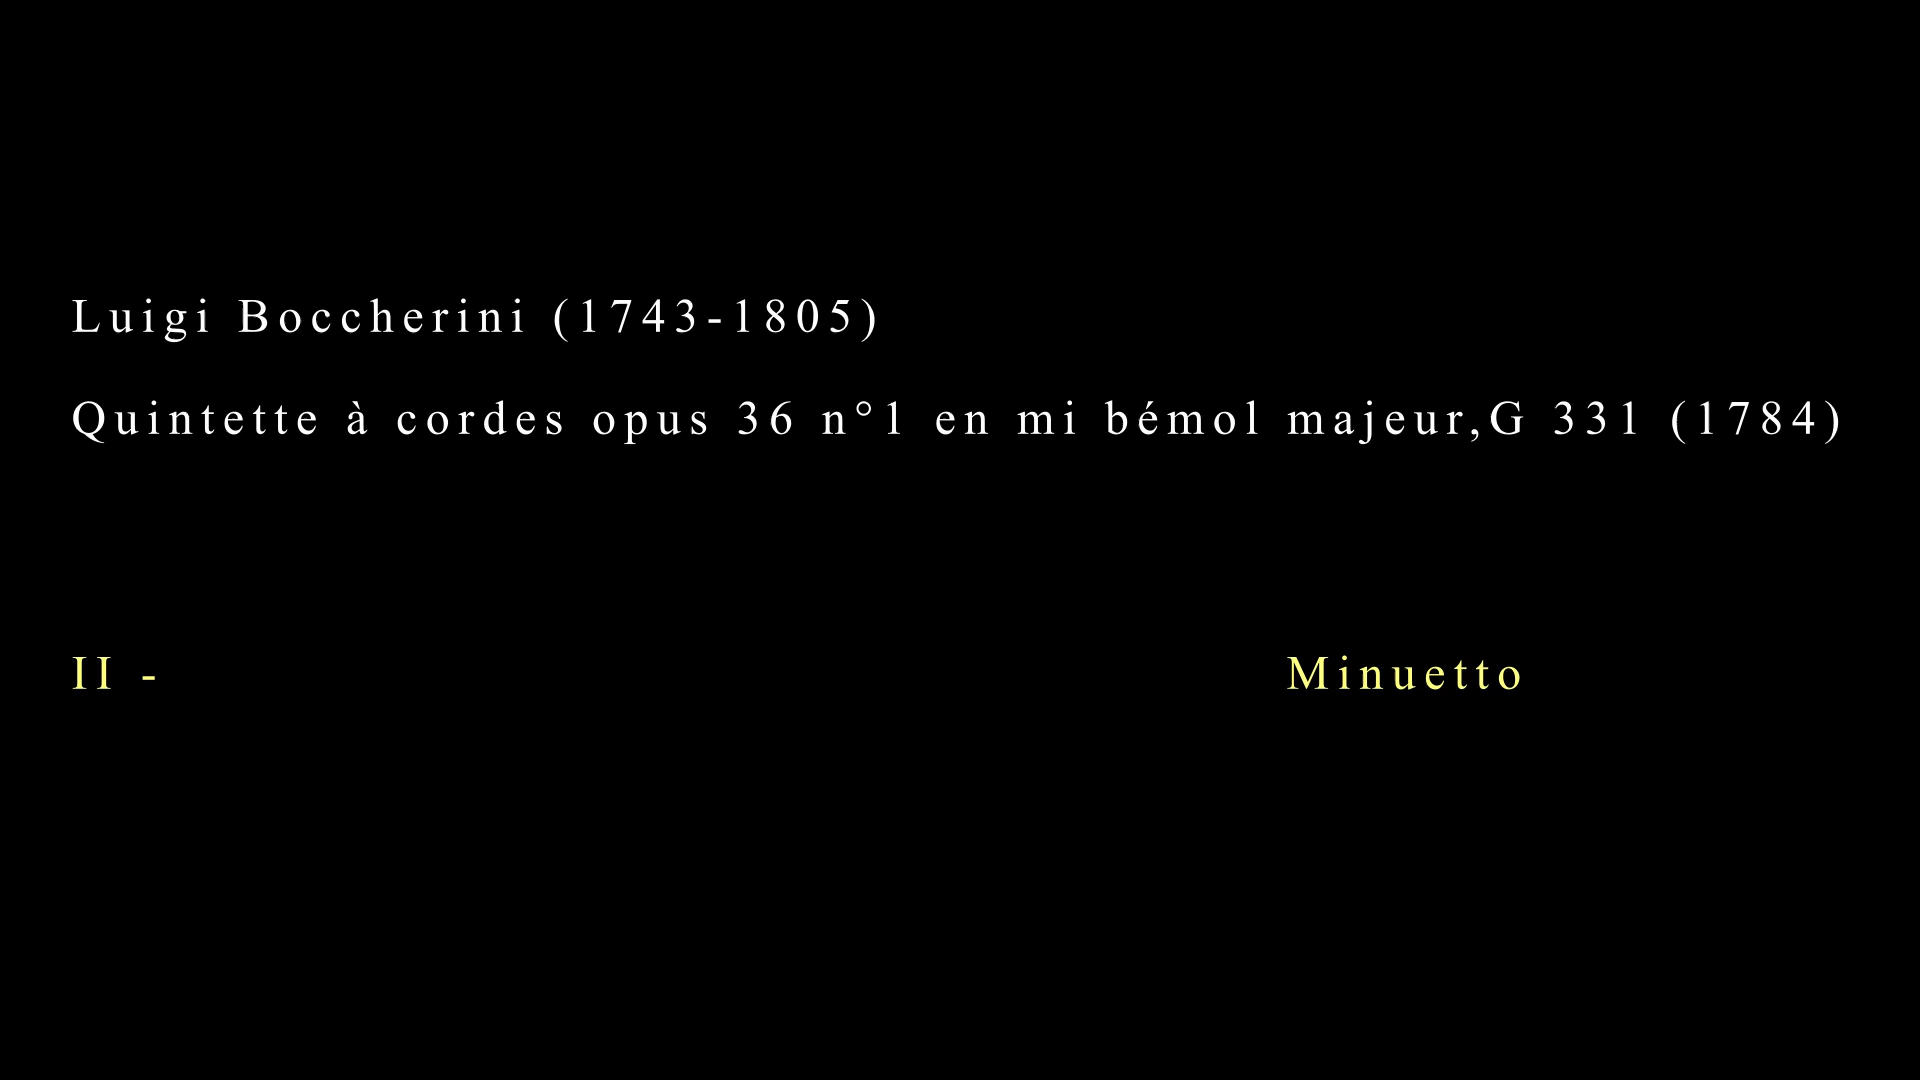 Luigi Boccherini (1743-1805)
Quintette à cordes opus 36 n°1 en mi bémol majeur,G 331 (1784)
II - Minuetto